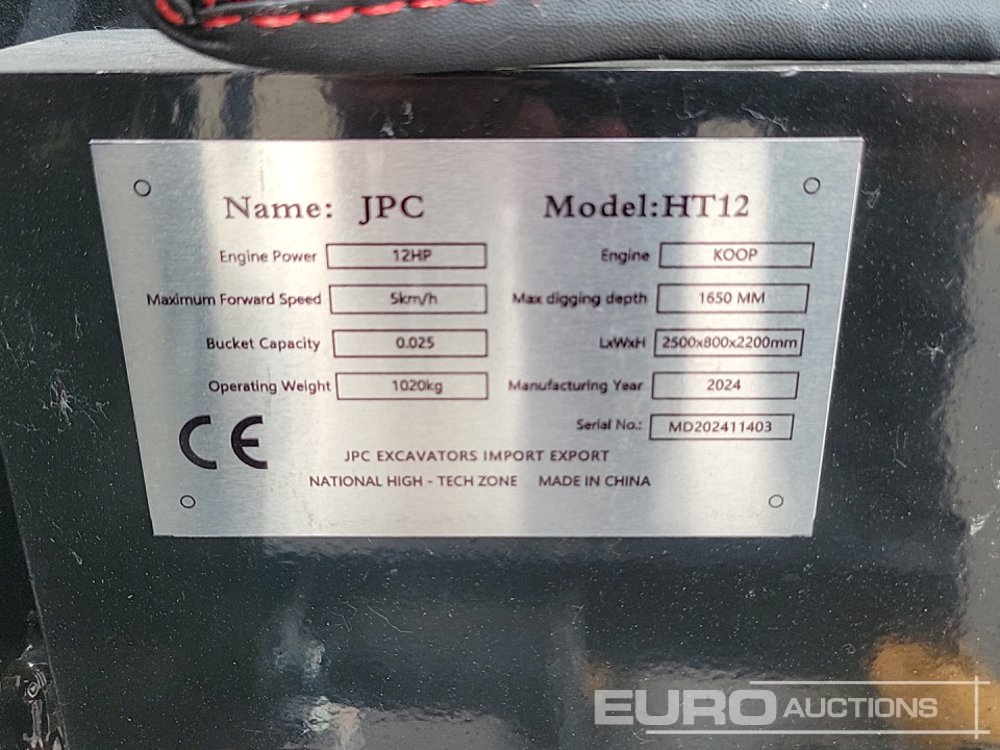 Name: JPC Model:HT12
Engine Power 12HP Engine KOOP
Maximum Forward Speed 5km/h Max digging depth 1650 MM
Bucket Capacity 0.025 LxWxH 2500x800x2200mm
Operating Weight 1020kg Manufacturing Year 2024
Serial No.: MD202411403
CE
JPC EXCAVATORS IMPORT EXPORT
NATIONAL HIGH - TECH ZONE MADE IN CHINA
EURO AUCTIONS